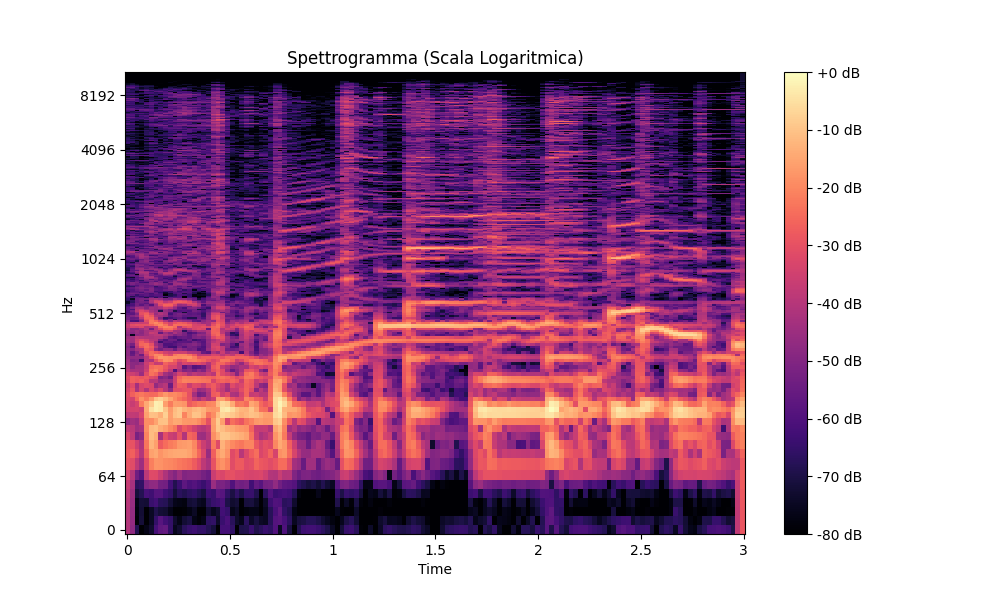 Spettrogramma (Scala Logaritmica)
Hz
8192
4096
2048
1024
512
256
128
64
0
0
0.5
1
1.5
2
2.5
3
Time
+0 dB
-10 dB
-20 dB
-30 dB
-40 dB
-50 dB
-60 dB
-70 dB
-80 dB